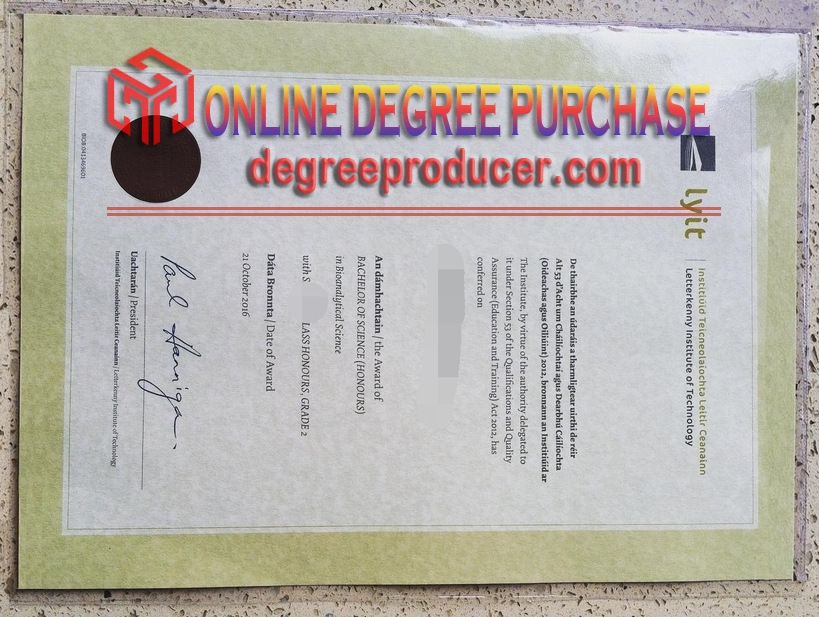 ONLINE DEGREE PURCHASE
degreeproducer.com
lyit
Institiúid Teicneolaíochta Leitir Ceanainn
Letterkenny Institute of Technology
De thairbhe an údaráis a tharmligtear uirthi de réir
Alt 53 d'Acht um Cháilíochtaí agus Dearbhú Cáilíochta
(Oideachas agus Oiliúint) 2012, bronnann an Institiúid ar
The Institute, by virtue of the authority delegated to
it under Section 53 of the Qualifications and Quality
Assurance (Education and Training) Act 2012, has
conferred on
An dámhachtain / the Award of
BACHELOR OF SCIENCE (HONOURS)
in Bioanalytical Science
with S LASS HONOURS, GRADE 2
Dáta Bronnta / Date of Award
21 October 2016
Paul Hannigan
Uachtarán / President
Institiúid Teicneolaíochta Leitir Ceanainn / Letterkenny Institute of Technology